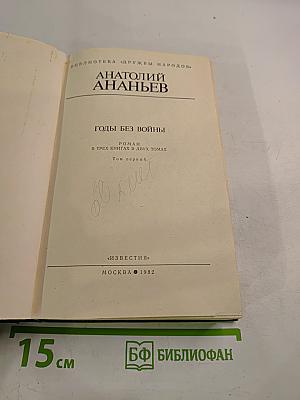 БИБЛИОТЕКА «ДРУЖБЫ НАРОДОВ»
АНАТОЛИЙ
АНАНЬЕВ
ГОДЫ БЕЗ ВОЙНЫ
РОМАН
В ТРЕХ КНИГАХ В ДВУХ ТОМАХ
Том первый
«ИЗВЕСТИЯ»
МОСКВА ● 1982
15 см
БФ БИБЛИОФАН